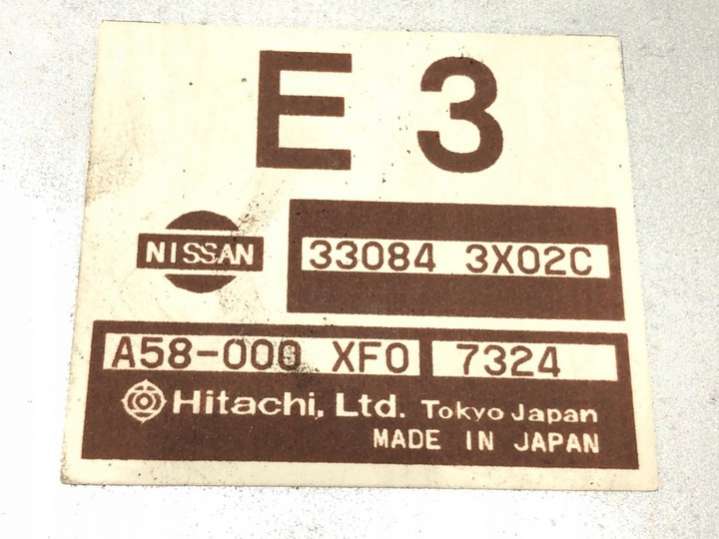 E 3
NISSAN
33084 3X02C
A58-000 XF0 7324
Hitachi, Ltd. Tokyo Japan
MADE IN JAPAN